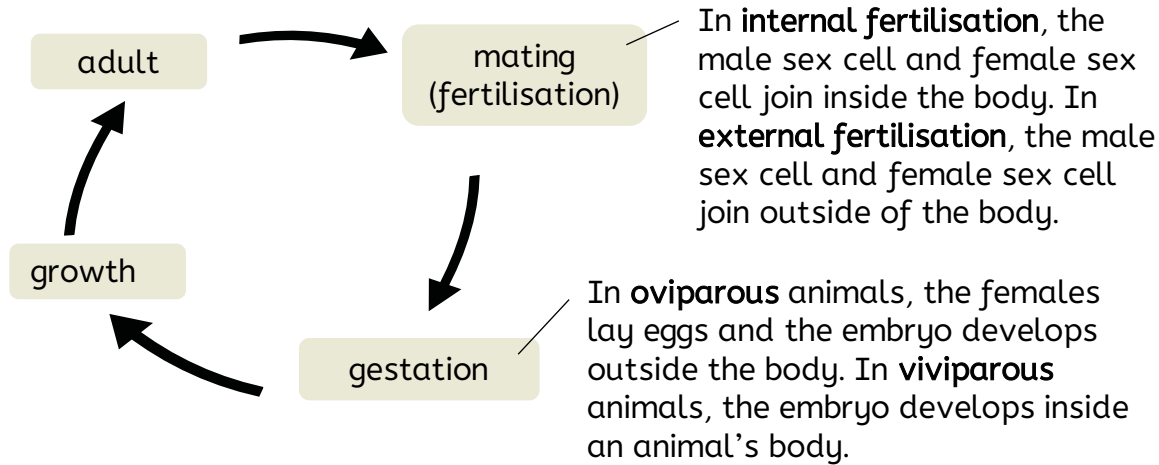 adult
mating
(fertilisation)
In internal fertilisation, the
male sex cell and female sex
cell join inside the body. In
external fertilisation, the male
sex cell and female sex cell
join outside of the body.
growth
gestation
In oviparous animals, the females
lay eggs and the embryo develops
outside the body. In viviparous
animals, the embryo develops inside
an animal’s body.